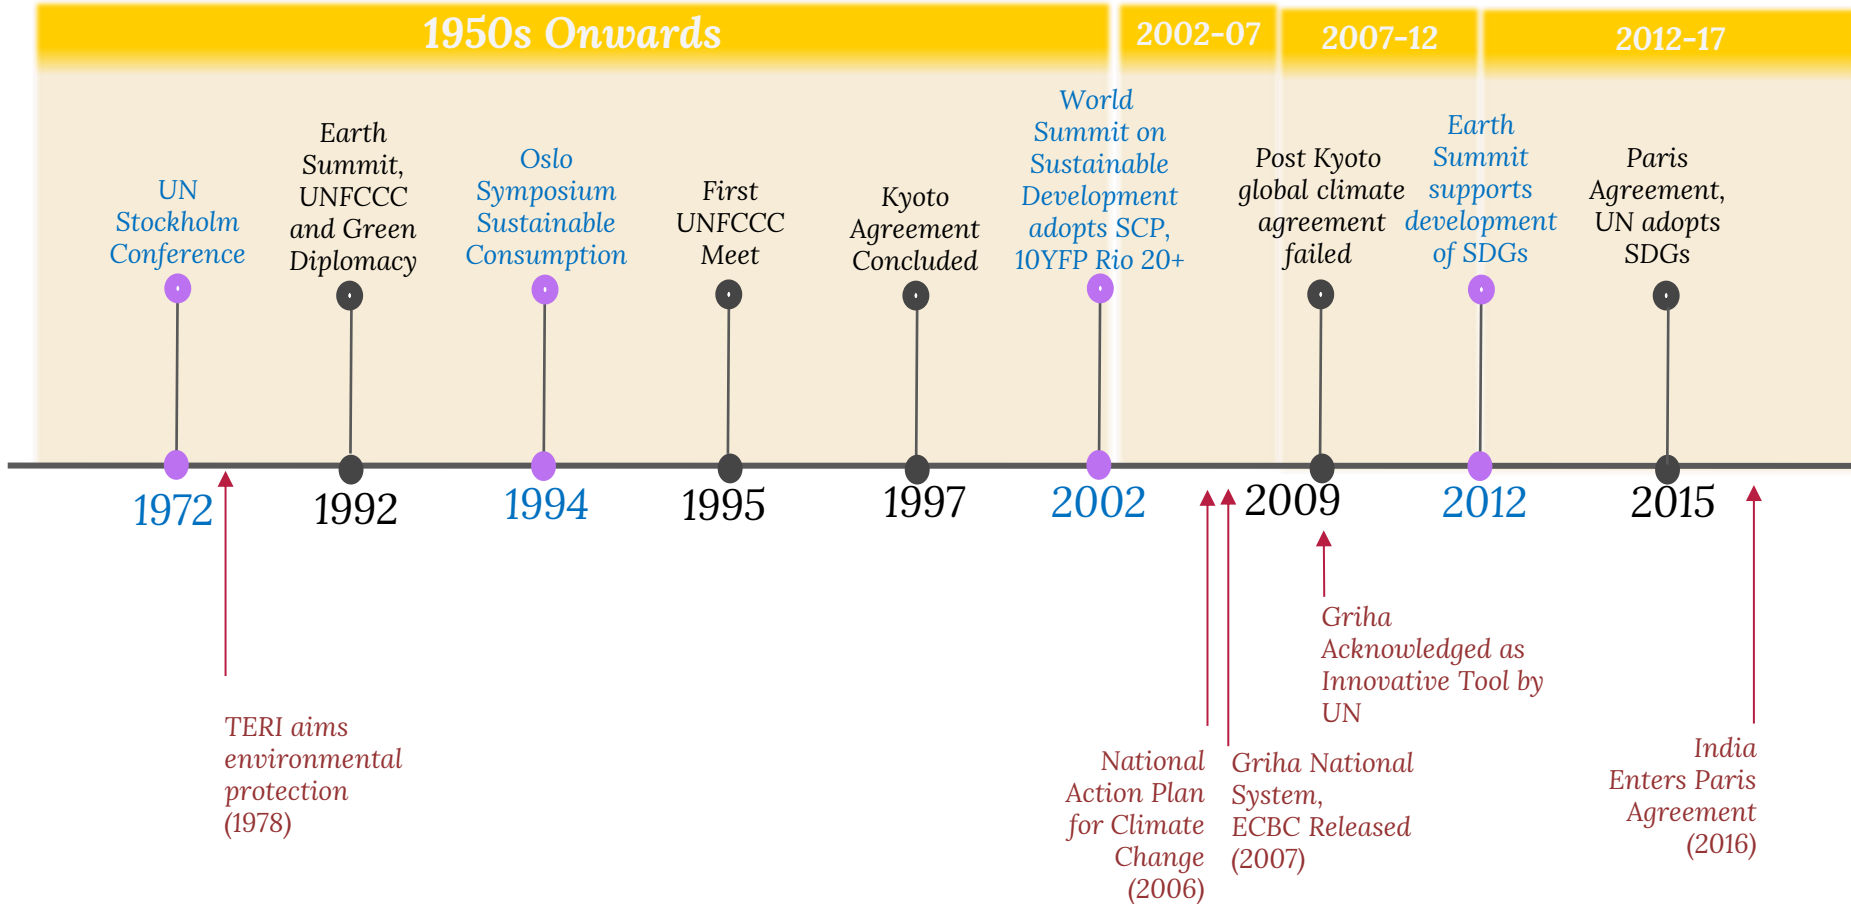 1950s Onwards
2002-07
2007-12
2012-17
UN
Stockholm
Conference
Earth
Summit,
UNFCCC
and Green
Diplomacy
Oslo
Symposium
Sustainable
Consumption
First
UNFCCC
Meet
Kyoto
Agreement
Concluded
World
Summit on
Sustainable
Development
adopts SCP,
10YFP Rio 20+
Post Kyoto
global climate
agreement
failed
Earth
Summit
supports
development
of SDGs
Paris
Agreement,
UN adopts
SDGs
1972
1992
1994
1995
1997
2002
2009
2012
2015
TERI aims
environmental
protection
(1978)
National
Action Plan
for Climate
Change
(2006)
Griha National
System,
ECBC Released
(2007)
Griha
Acknowledged as
Innovative Tool by
UN
India
Enters Paris
Agreement
(2016)